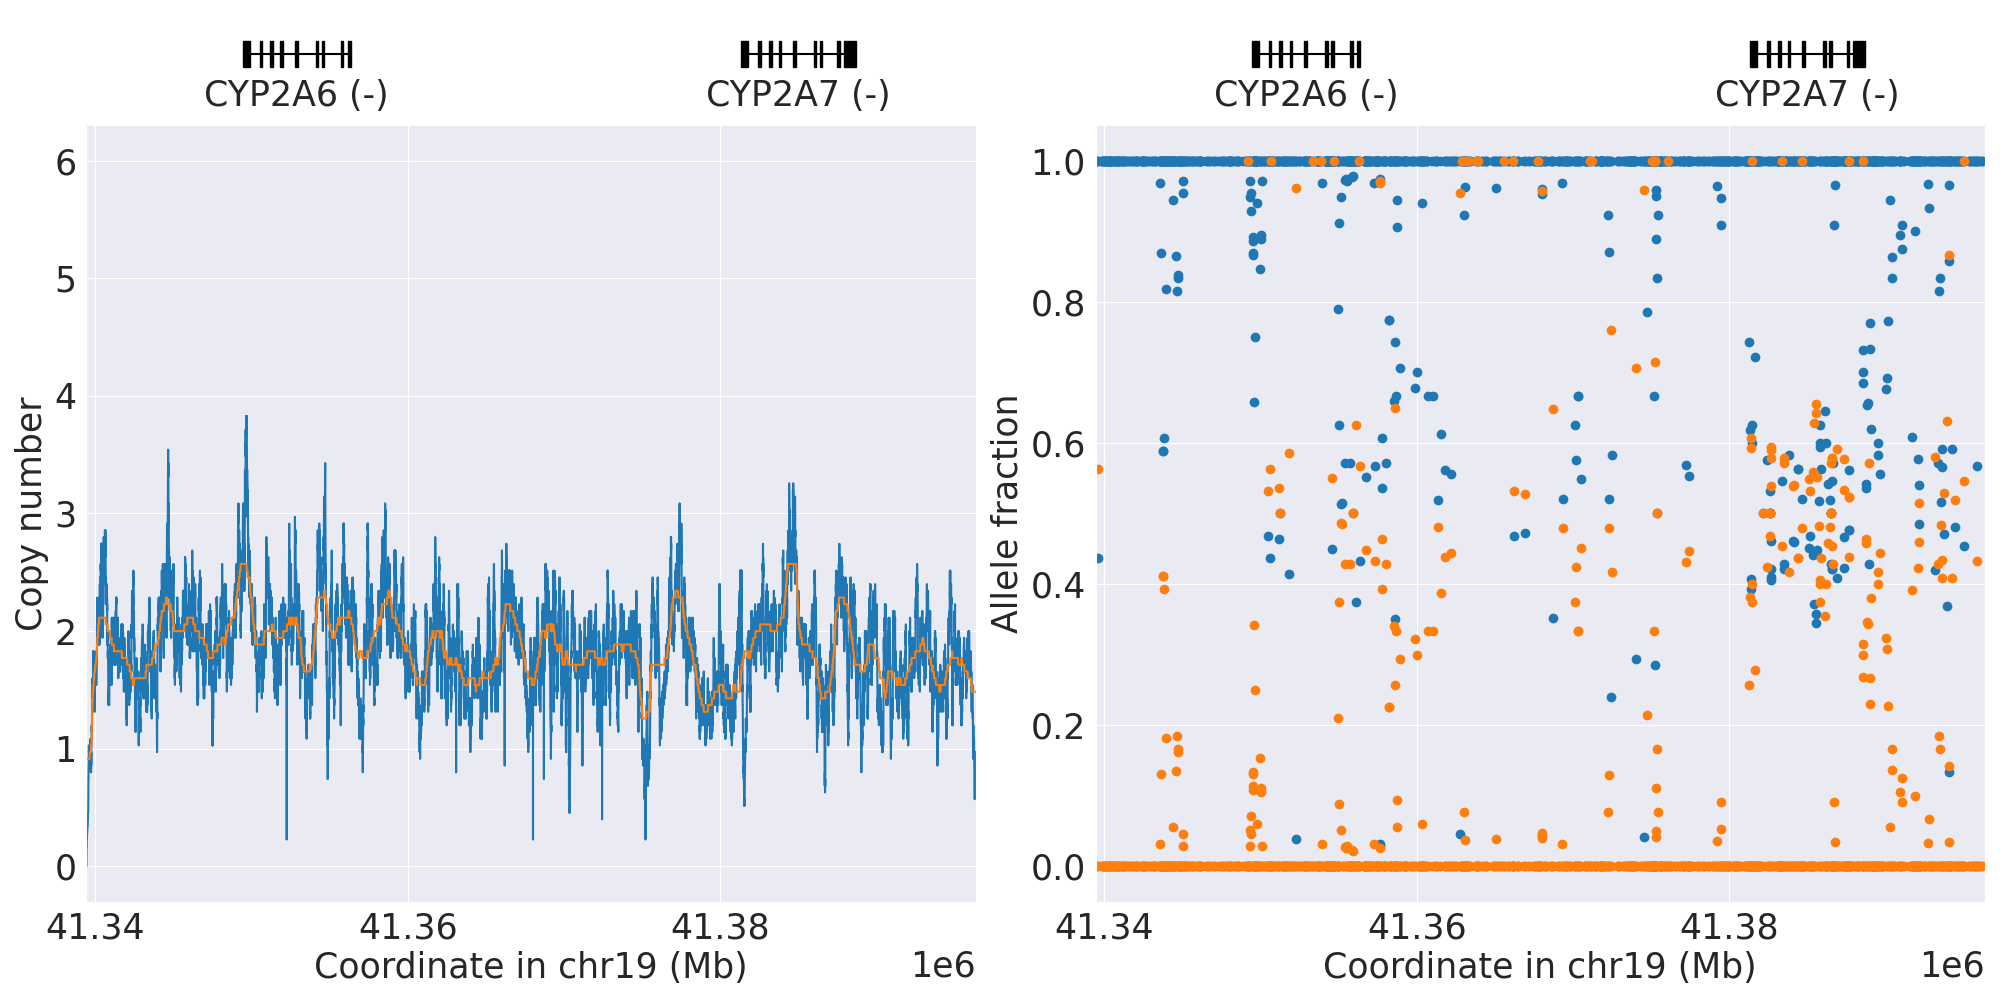 CYP2A6 (-) CYP2A7 (-)
CYP2A6 (-) CYP2A7 (-)
Copy number
6
5
4
3
2
1
0
41.34 41.36 41.38
Coordinate in chr19 (Mb) 1e6
Allele fraction
1.0
0.8
0.6
0.4
0.2
0.0
41.34 41.36 41.38
Coordinate in chr19 (Mb) 1e6